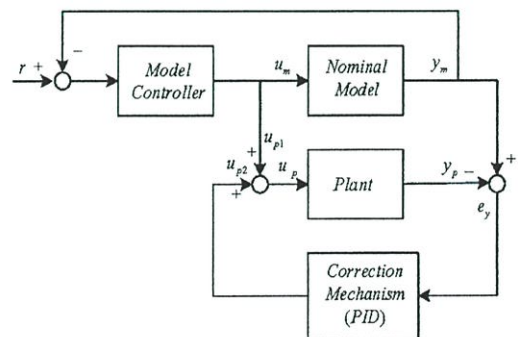 −
r +
Model
Controller
u_m
Nominal
Model
y_m
u_p1
+
u_p2
+
u_p
Plant
y_p −
+
e_y
Correction
Mechanism
(PID)